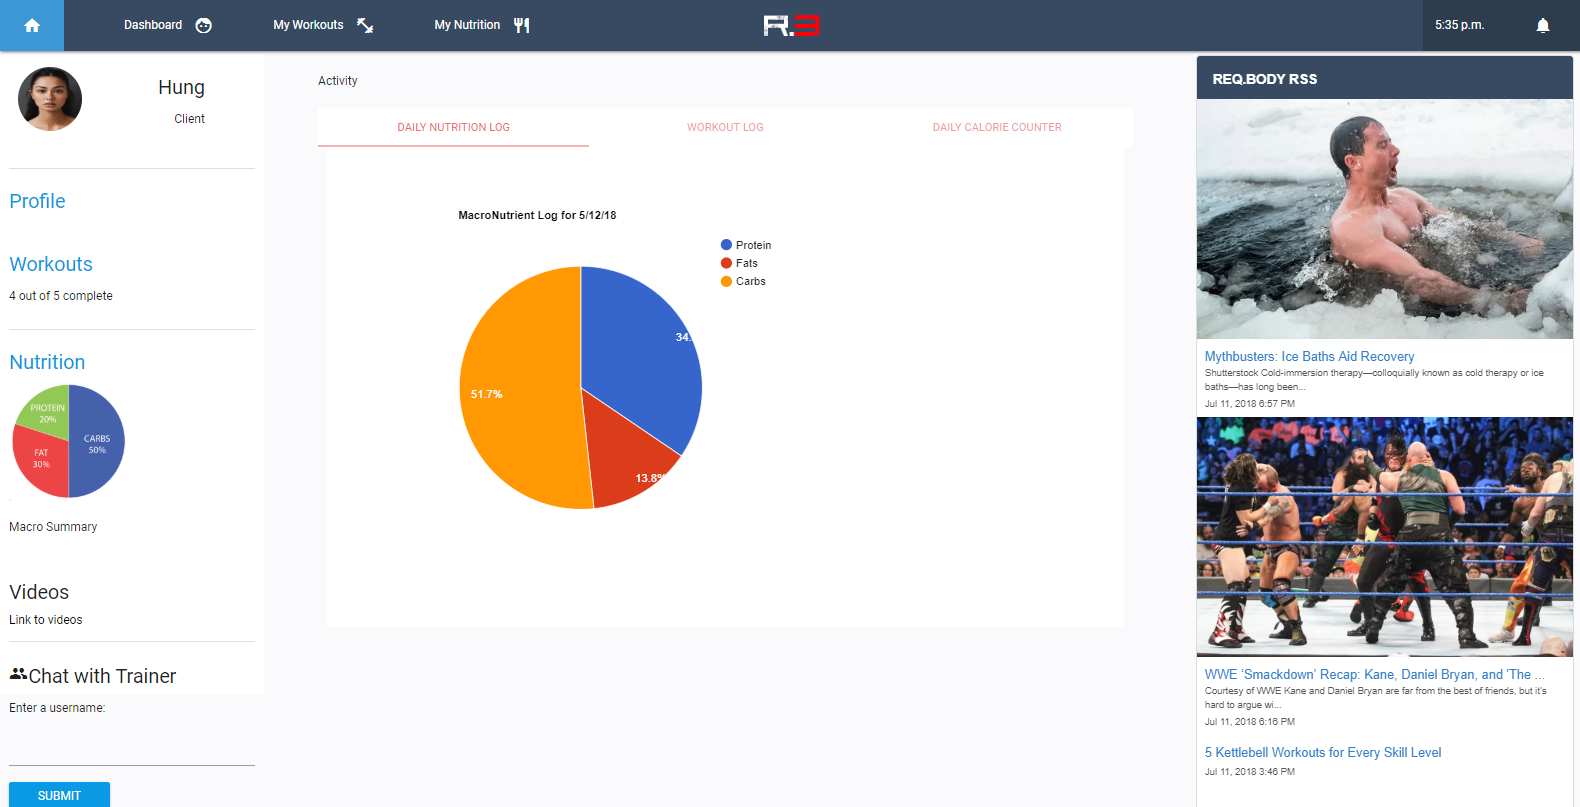 Dashboard
My Workouts
My Nutrition
R.3
5:35 p.m.
Hung
Client
Profile
Workouts
4 out of 5 complete
Nutrition
PROTEIN
20%
CARBS
50%
FAT
30%
Macro Summary
Videos
Link to videos
Chat with Trainer
Enter a username:
SUBMIT
Activity
DAILY NUTRITION LOG
WORKOUT LOG
DAILY CALORIE COUNTER
MacroNutrient Log for 5/12/18
Protein
Fats
Carbs
34.
51.7%
13.8%
REQ.BODY RSS
Mythbusters: Ice Baths Aid Recovery
Shutterstock Cold-immersion therapy—colloquially known as cold therapy or ice
baths—has long been...
Jul 11, 2018 6:57 PM
WWE ‘Smackdown’ Recap: Kane, Daniel Bryan, and 'The ...
Courtesy of WWE Kane and Daniel Bryan are far from the best of friends, but it's
hard to argue wi...
Jul 11, 2018 6:16 PM
5 Kettlebell Workouts for Every Skill Level
Jul 11, 2018 3:46 PM